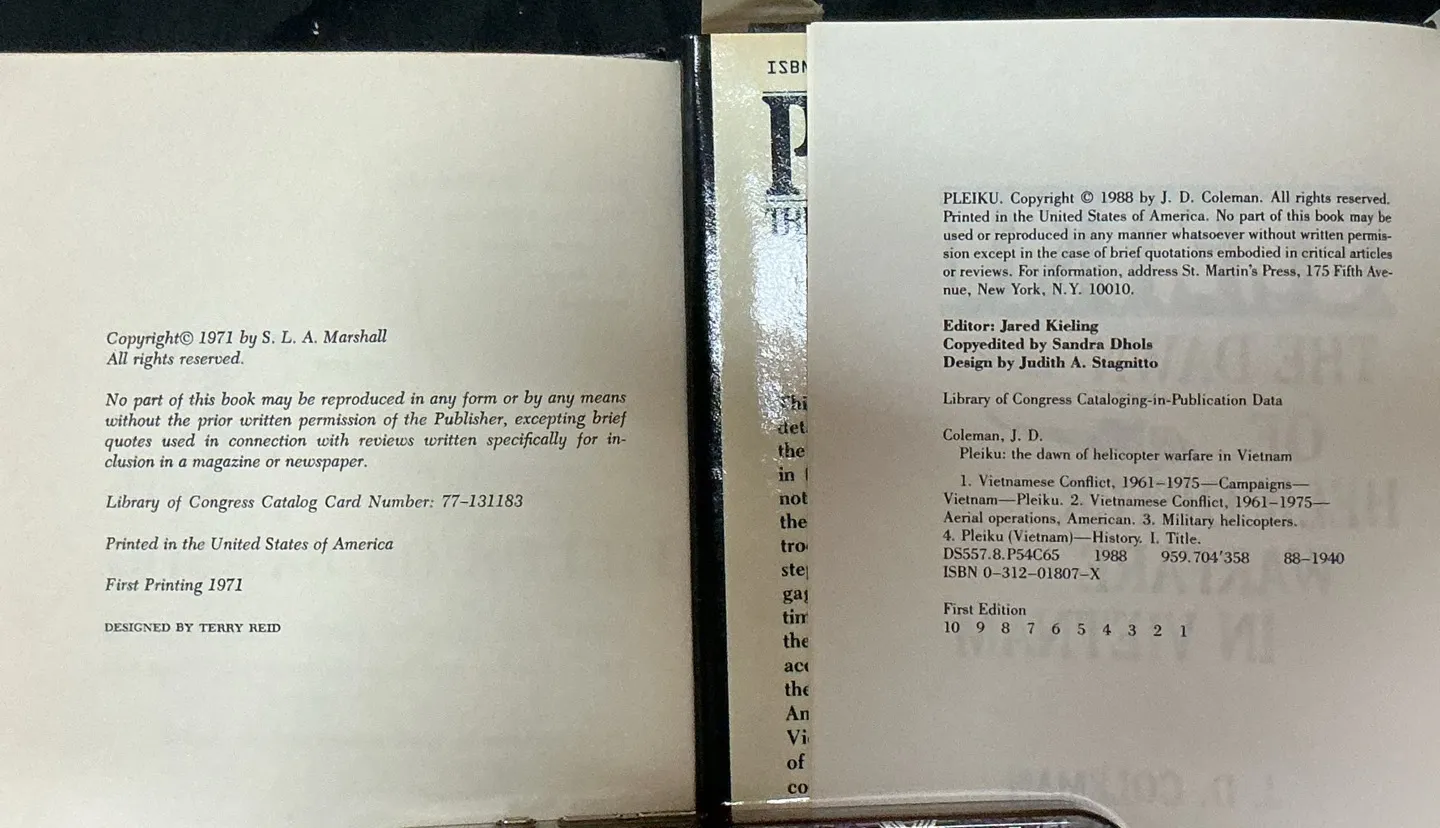 Copyright© 1971 by S. L. A. Marshall
All rights reserved.
No part of this book may be reproduced in any form or by any means
without the prior written permission of the Publisher, excepting brief
quotes used in connection with reviews written specifically for in-
clusion in a magazine or newspaper.
Library of Congress Catalog Card Number: 77-131183
Printed in the United States of America
First Printing 1971
DESIGNED BY TERRY REID
ISBN
P
the
in
not
the
the
the
An
of
co
PLEIKU. Copyright © 1988 by J. D. Coleman. All rights reserved.
Printed in the United States of America. No part of this book may be
used or reproduced in any manner whatsoever without written permis-
sion except in the case of brief quotations embodied in critical articles
or reviews. For information, address St. Martin's Press, 175 Fifth Ave-
nue, New York, N.Y. 10010.
Editor: Jared Kieling
Copyedited by Sandra Dhols
Design by Judith A. Stagnitto
Library of Congress Cataloging-in-Publication Data
Coleman, J. D.
Pleiku: the dawn of helicopter warfare in Vietnam
1. Vietnamese Conflict, 1961–1975—Campaigns—
Vietnam—Pleiku. 2. Vietnamese Conflict, 1961–1975—
Aerial operations, American. 3. Military helicopters.
4. Pleiku (Vietnam)—History. I. Title.
DS557.8.P54C65 1988 959.704'358 88–1940
ISBN 0–312–01807–X
First Edition
10 9 8 7 6 5 4 3 2 1